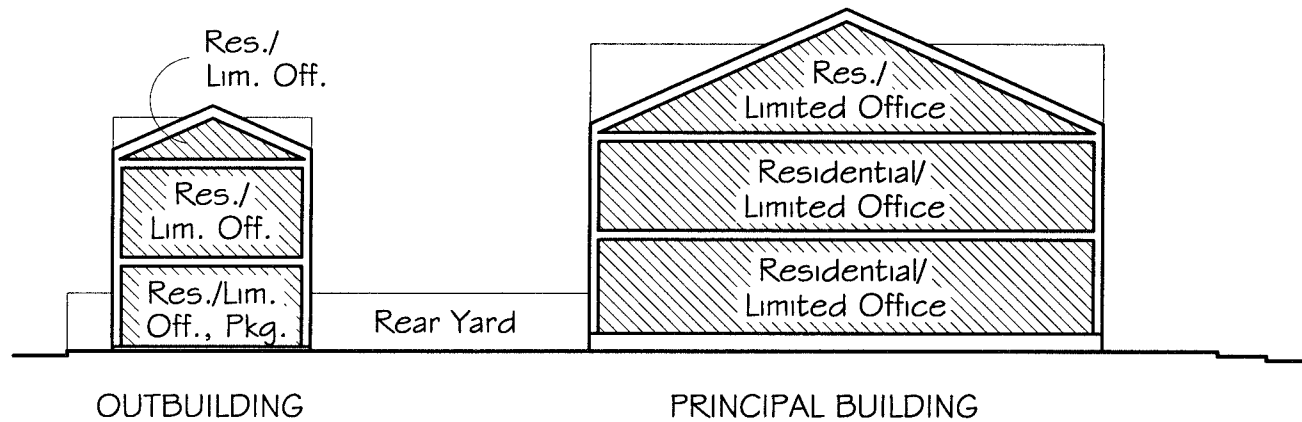 Res./
Lim. Off.
Res./
Limited Office
Res./
Lim. Off.
Residential/
Limited Office
Res./Lim.
Off., Pkg.
Rear Yard
Residential/
Limited Office
OUTBUILDING
PRINCIPAL BUILDING